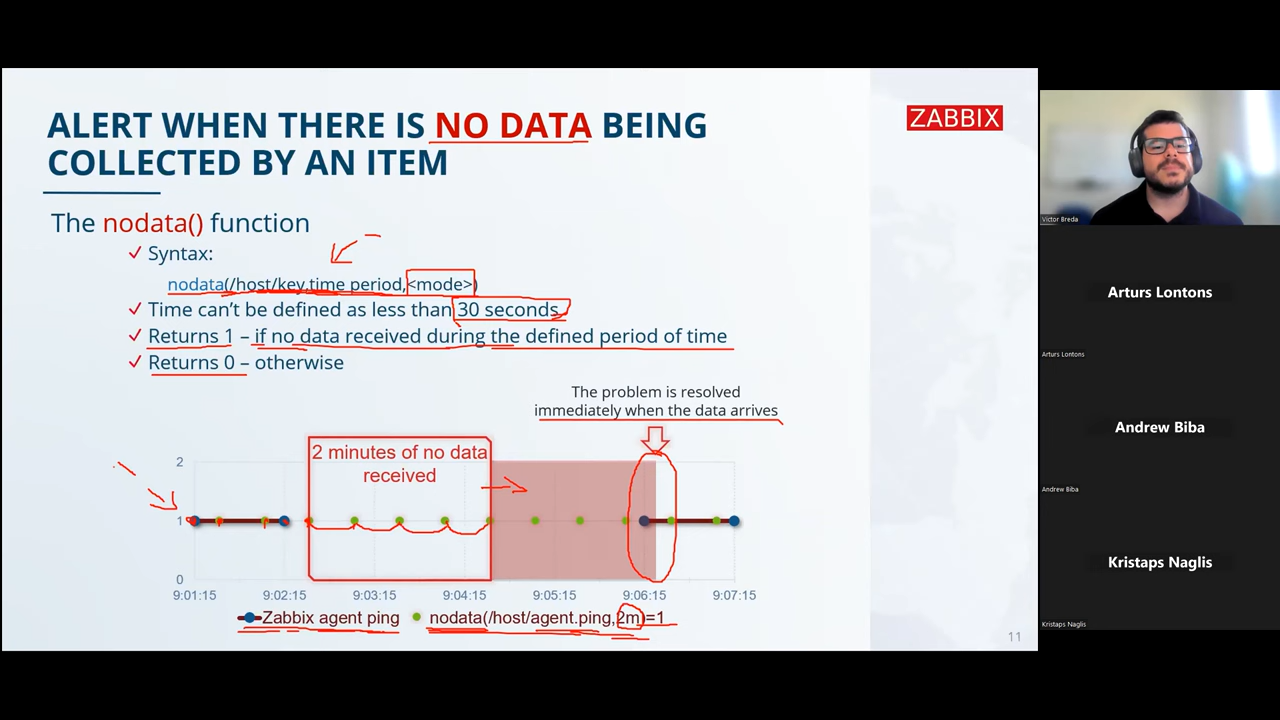 ALERT WHEN THERE IS NO DATA BEING
COLLECTED BY AN ITEM
ZABBIX
The nodata() function
Syntax:
nodata(/host/key,time period,<mode>)
Time can't be defined as less than 30 seconds
Returns 1 – if no data received during the defined period of time
Returns 0 – otherwise
The problem is resolved
immediately when the data arrives
2 minutes of no data
received
2
1
0
9:01:15 9:02:15 9:03:15 9:04:15 9:05:15 9:06:15 9:07:15
Zabbix agent ping nodata(/host/agent.ping,2m)=1
11
Victor Breda
Arturs Lontons
Arturs Lontons
Andrew Biba
Andrew Biba
Kristaps Naglis
Kristaps Naglis